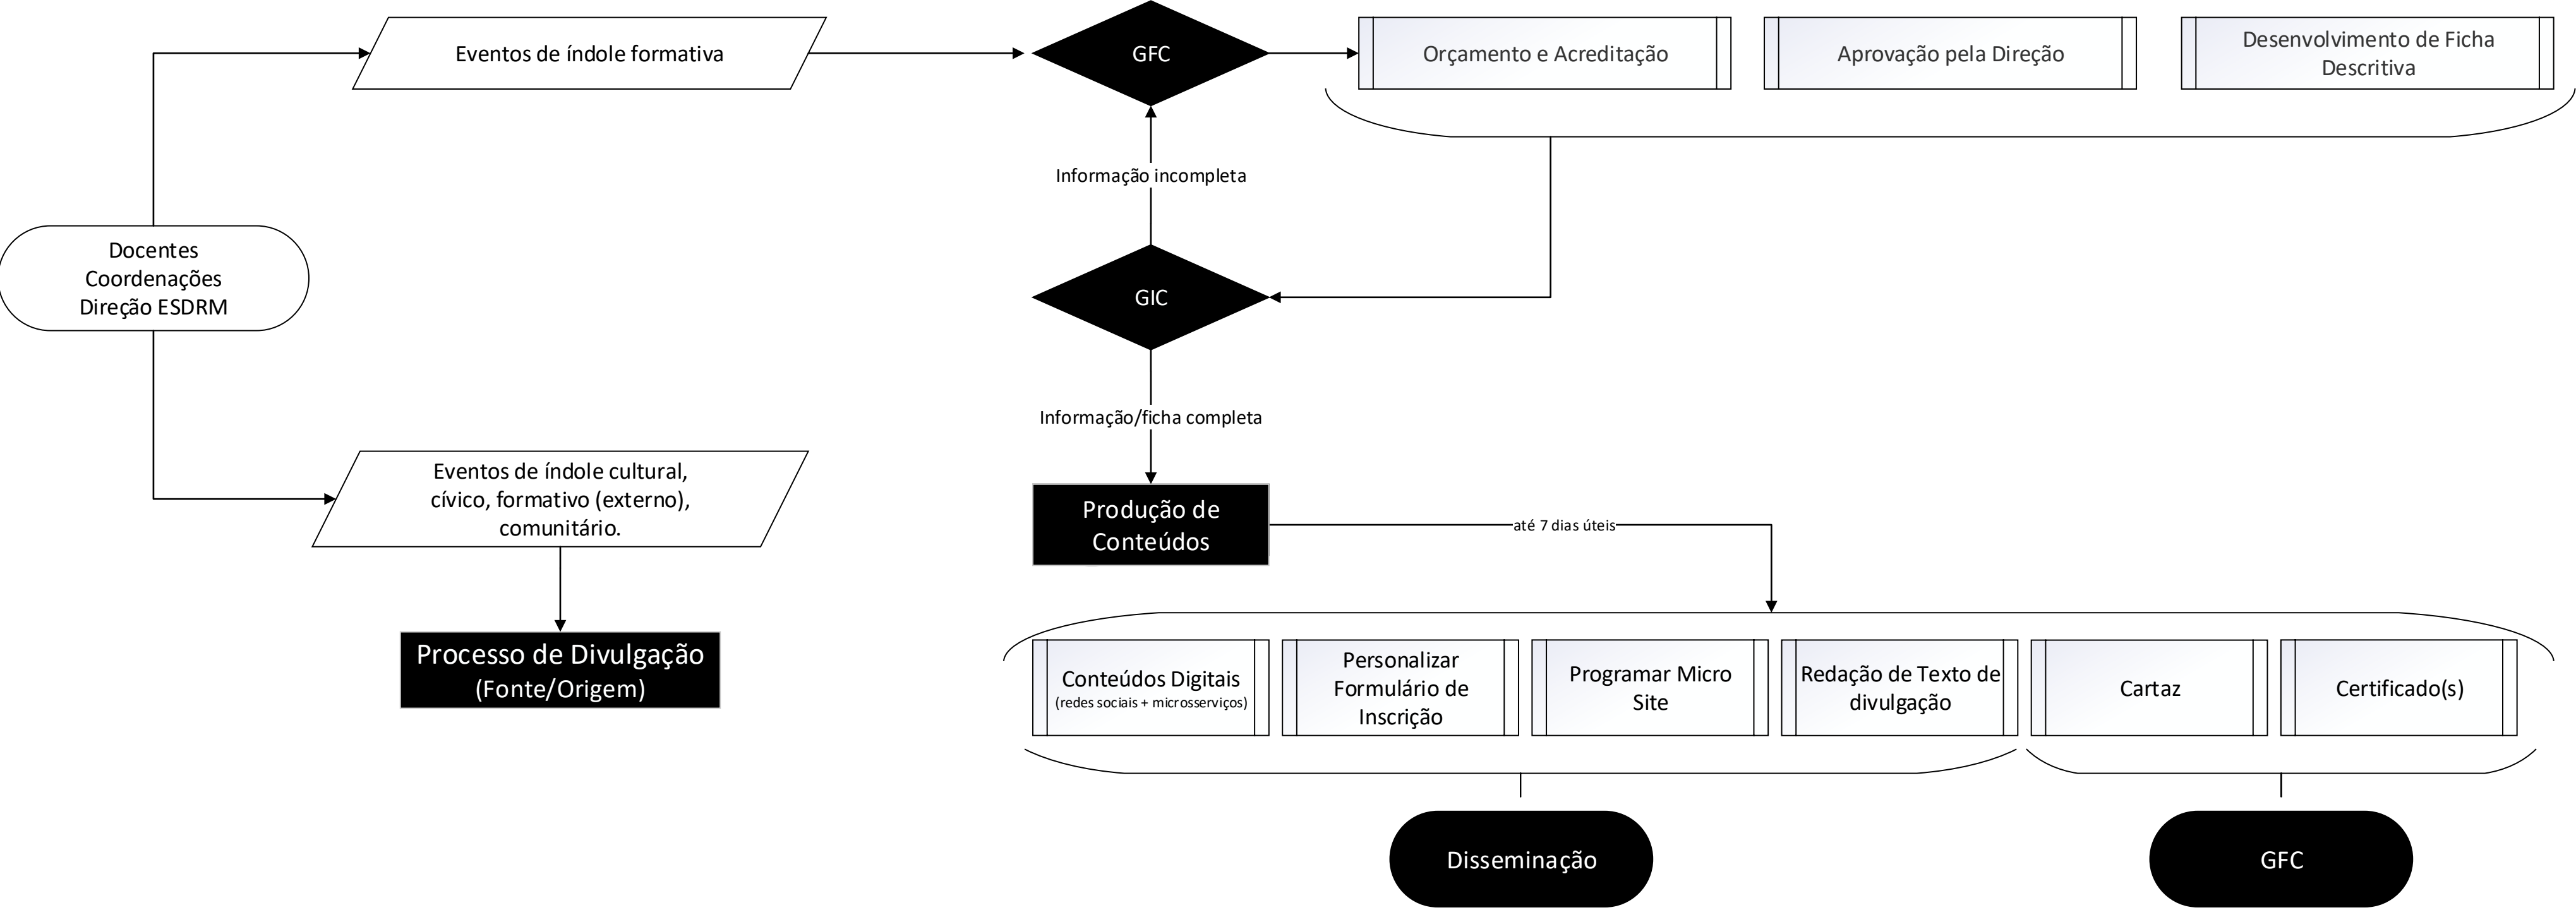 Eventos de índole formativa
GFC
Orçamento e Acreditação
Aprovação pela Direção
Desenvolvimento de Ficha
Descritiva
Informação incompleta
Docentes
Coordenações
Direção ESDRM
GIC
Informação/ficha completa
Eventos de índole cultural,
cívico, formativo (externo),
comunitário.
Produção de
Conteúdos
até 7 dias úteis
Processo de Divulgação
(Fonte/Origem)
Conteúdos Digitais
(redes sociais + microsserviços)
Personalizar
Formulário de
Inscrição
Programar Micro
Site
Redação de Texto de
divulgação
Cartaz
Certificado(s)
Disseminação
GFC